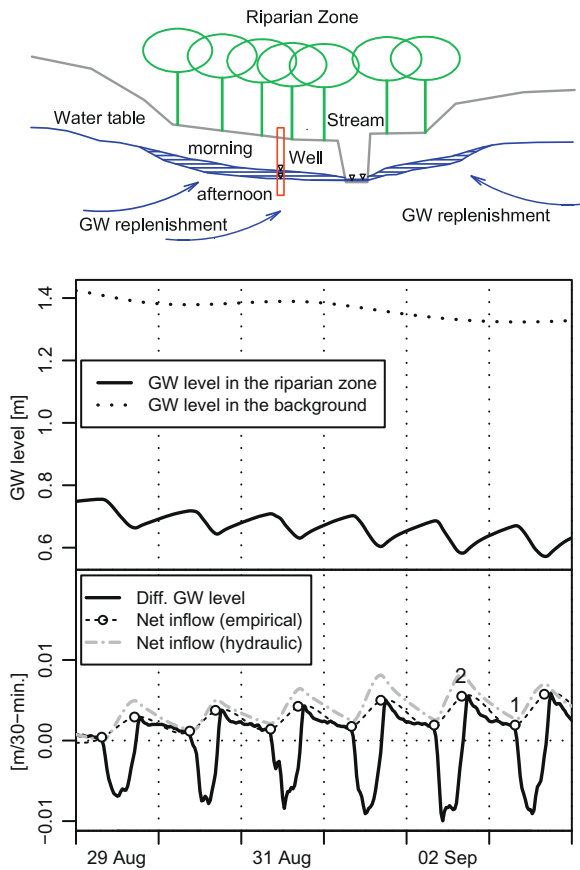 Riparian Zone
Water table
Stream
morning
Well
afternoon
GW replenishment
GW replenishment
GW level [m]
1.4
1.2
1.0
0.8
0.6
GW level in the riparian zone
GW level in the background
[m/30−min.]
0.01
0.00
−0.01
Diff. GW level
Net inflow (empirical)
Net inflow (hydraulic)
2
1
29 Aug
31 Aug
02 Sep